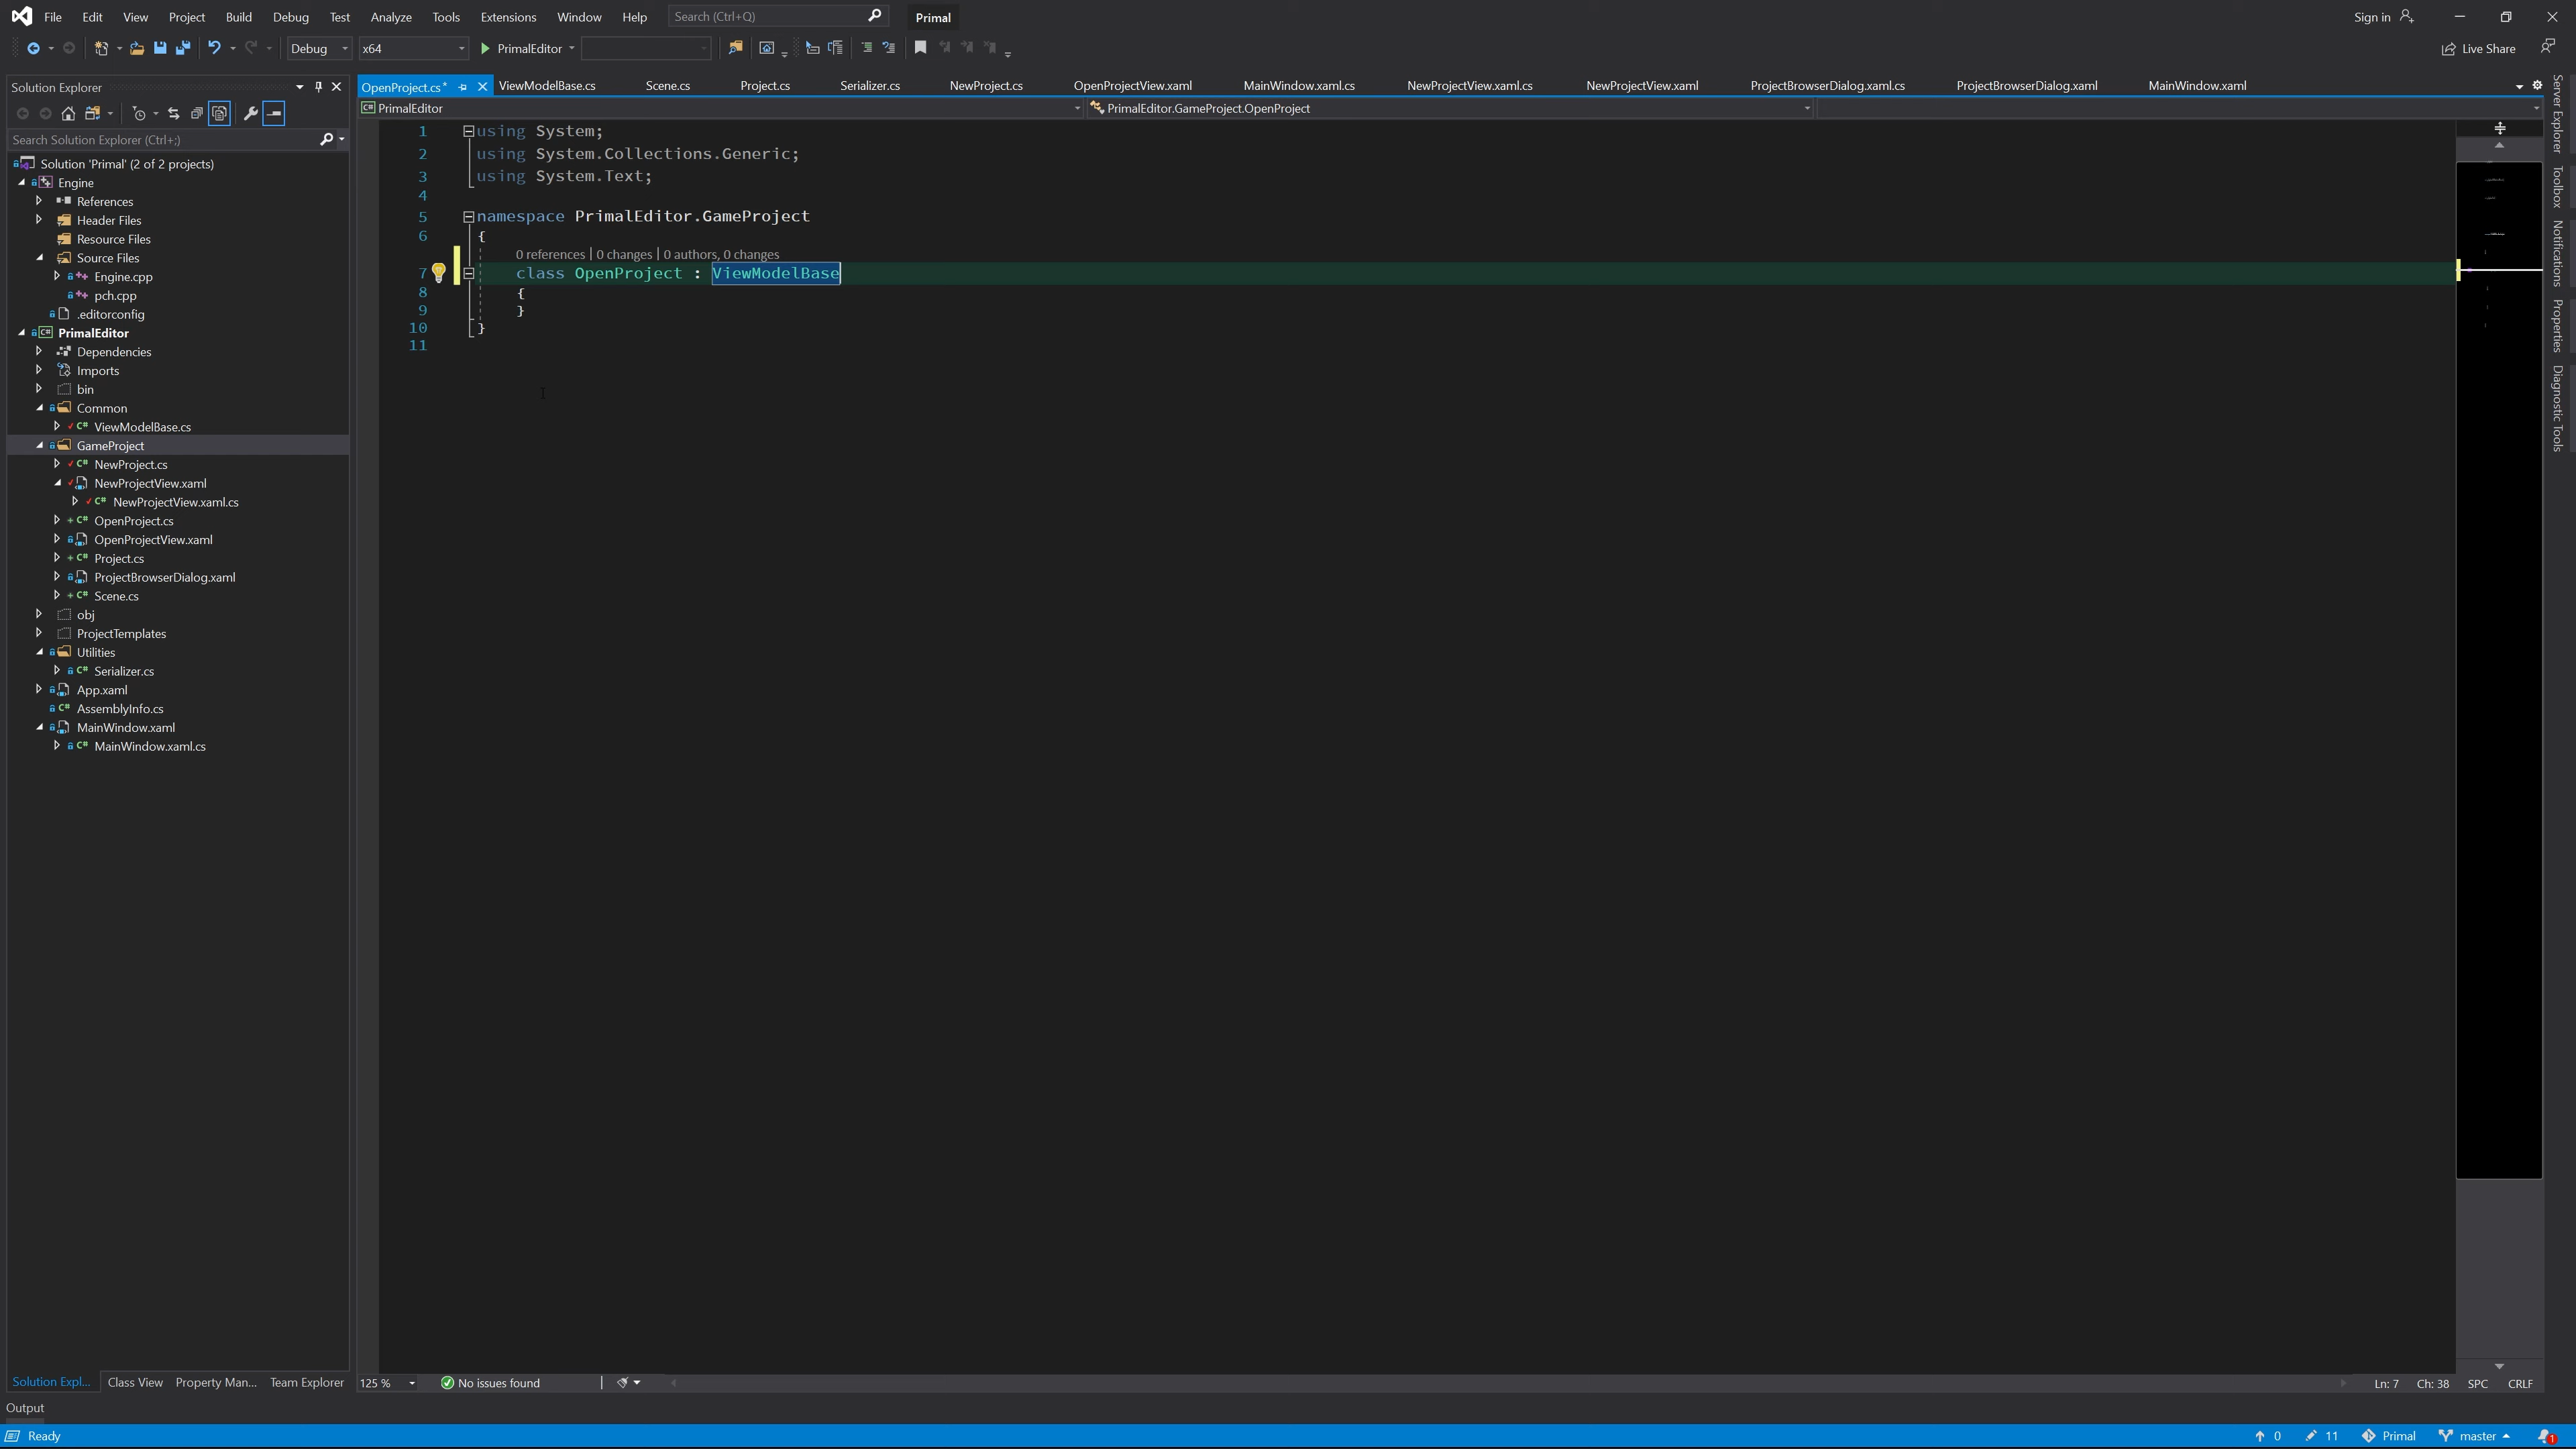 File Edit View Project Build Debug Test Analyze Tools Extensions Window Help Search (Ctrl+Q) Primal Sign in
Debug x64 PrimalEditor Live Share
Solution Explorer
Search Solution Explorer (Ctrl+;)
Solution 'Primal' (2 of 2 projects)
Engine
References
Header Files
Resource Files
Source Files
Engine.cpp
pch.cpp
.editorconfig
PrimalEditor
Dependencies
Imports
bin
Common
ViewModelBase.cs
GameProject
NewProject.cs
NewProjectView.xaml
NewProjectView.xaml.cs
OpenProject.cs
OpenProjectView.xaml
Project.cs
ProjectBrowserDialog.xaml
Scene.cs
obj
ProjectTemplates
Utilities
Serializer.cs
App.xaml
AssemblyInfo.cs
MainWindow.xaml
MainWindow.xaml.cs
Solution Expl... Class View Property Man... Team Explorer
OpenProject.cs* ViewModelBase.cs Scene.cs Project.cs Serializer.cs NewProject.cs OpenProjectView.xaml MainWindow.xaml.cs NewProjectView.xaml.cs NewProjectView.xaml ProjectBrowserDialog.xaml.cs ProjectBrowserDialog.xaml MainWindow.xaml
C# PrimalEditor PrimalEditor.GameProject.OpenProject
1 using System;
2 using System.Collections.Generic;
3 using System.Text;
4
5 namespace PrimalEditor.GameProject
6 {
0 references | 0 changes | 0 authors, 0 changes
7 class OpenProject : ViewModelBase
8 {
9 }
10 }
11
Server Explorer
Toolbox
Notifications
Properties
Diagnostic Tools
125 % No issues found Ln: 7 Ch: 38 SPC CRLF
Output
Ready 0 11 Primal master 1